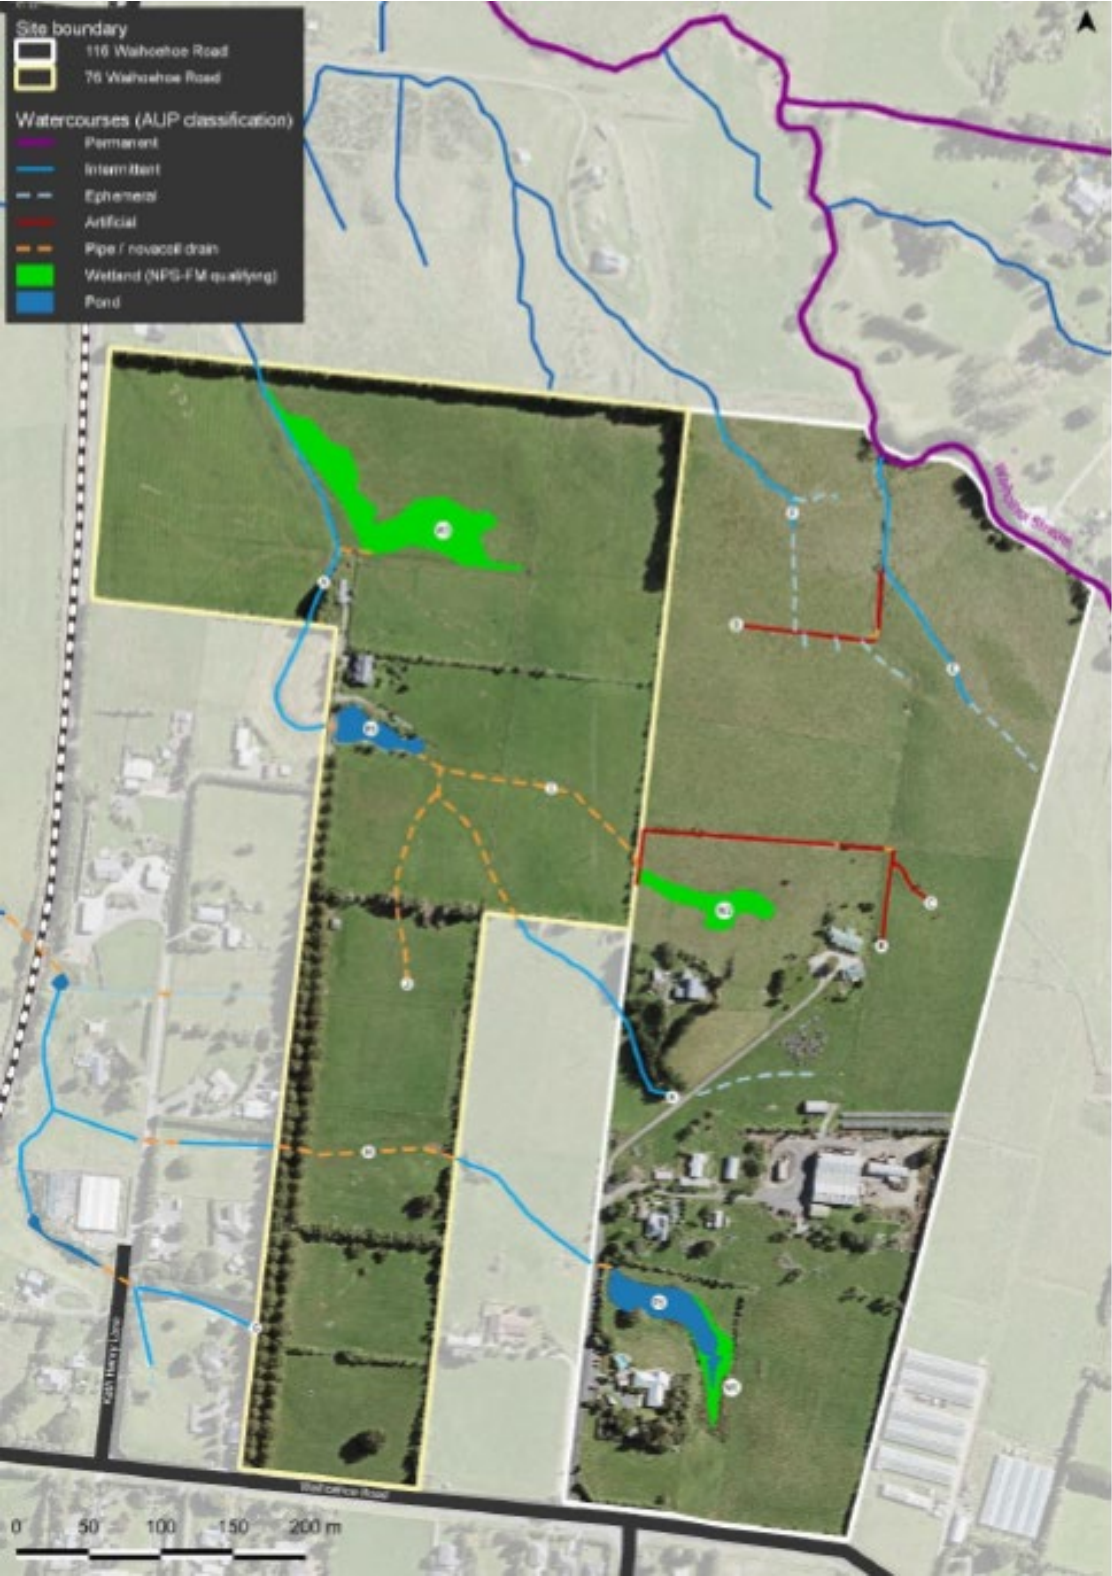 Site boundary
116 Waihoehoe Road
76 Waihoehoe Road
Watercourses (AUP classification)
Permanent
Intermittent
Ephemeral
Artificial
Pipe / novacoil drain
Wetland (NPS-FM qualifying)
Pond
Waihoehoe Road
0 50 100 150 200 m